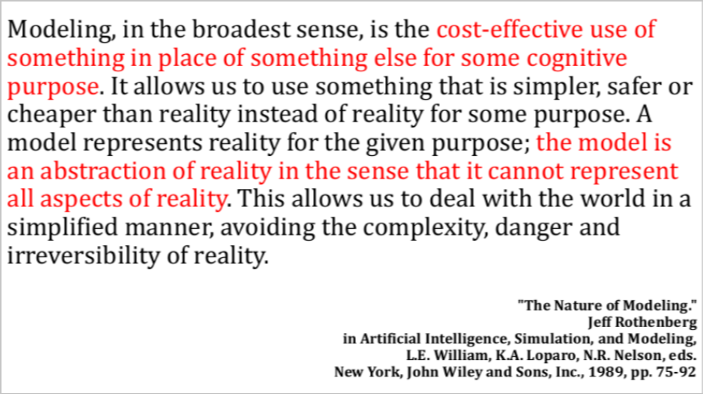 Modeling, in the broadest sense, is the cost-effective use of
something in place of something else for some cognitive
purpose. It allows us to use something that is simpler, safer or
cheaper than reality instead of reality for some purpose. A
model represents reality for the given purpose; the model is
an abstraction of reality in the sense that it cannot represent
all aspects of reality. This allows us to deal with the world in a
simplified manner, avoiding the complexity, danger and
irreversibility of reality.
"The Nature of Modeling."
Jeff Rothenberg
in Artificial Intelligence, Simulation, and Modeling,
L.E. William, K.A. Loparo, N.R. Nelson, eds.
New York, John Wiley and Sons, Inc., 1989, pp. 75-92